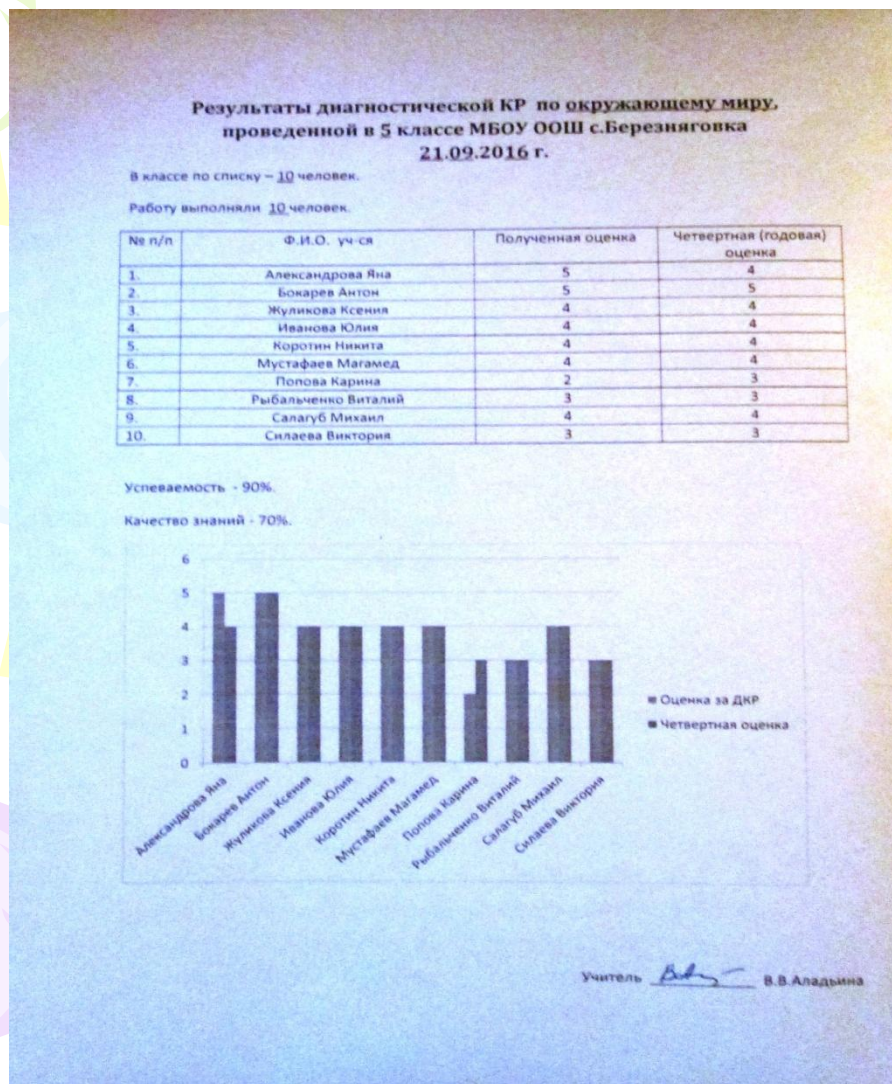 Результаты диагностической КР по окружающему миру,
проведенной в 5 классе МБОУ ООШ с.Березняговка
21.09.2016 г.
В классе по списку – 10 человек.
Работу выполняли 10 человек.
№ п/п Ф.И.О. уч-ся Полученная оценка Четвертная (годовая) оценка
1. Александрова Яна 5 4
2. Бокарев Антон 5 5
3. Жуликова Ксения 4 4
4. Иванова Юлия 4 4
5. Коротин Никита 4 4
6. Мустафаев Магамед 4 4
7. Попова Карина 2 3
8. Рыбальченко Виталий 3 3
9. Салагуб Михаил 4 4
10. Силаева Виктория 3 3
Успеваемость - 90%.
Качество знаний - 70%.
6
5
4
3
2
1
0
Александрова Яна
Бокарев Антон
Жуликова Ксения
Иванова Юлия
Коротин Никита
Мустафаев Магамед
Попова Карина
Рыбальченко Виталий
Салагуб Михаил
Силаева Виктория
Оценка за ДКР
Четвертная оценка
Учитель В.В.Аладьина